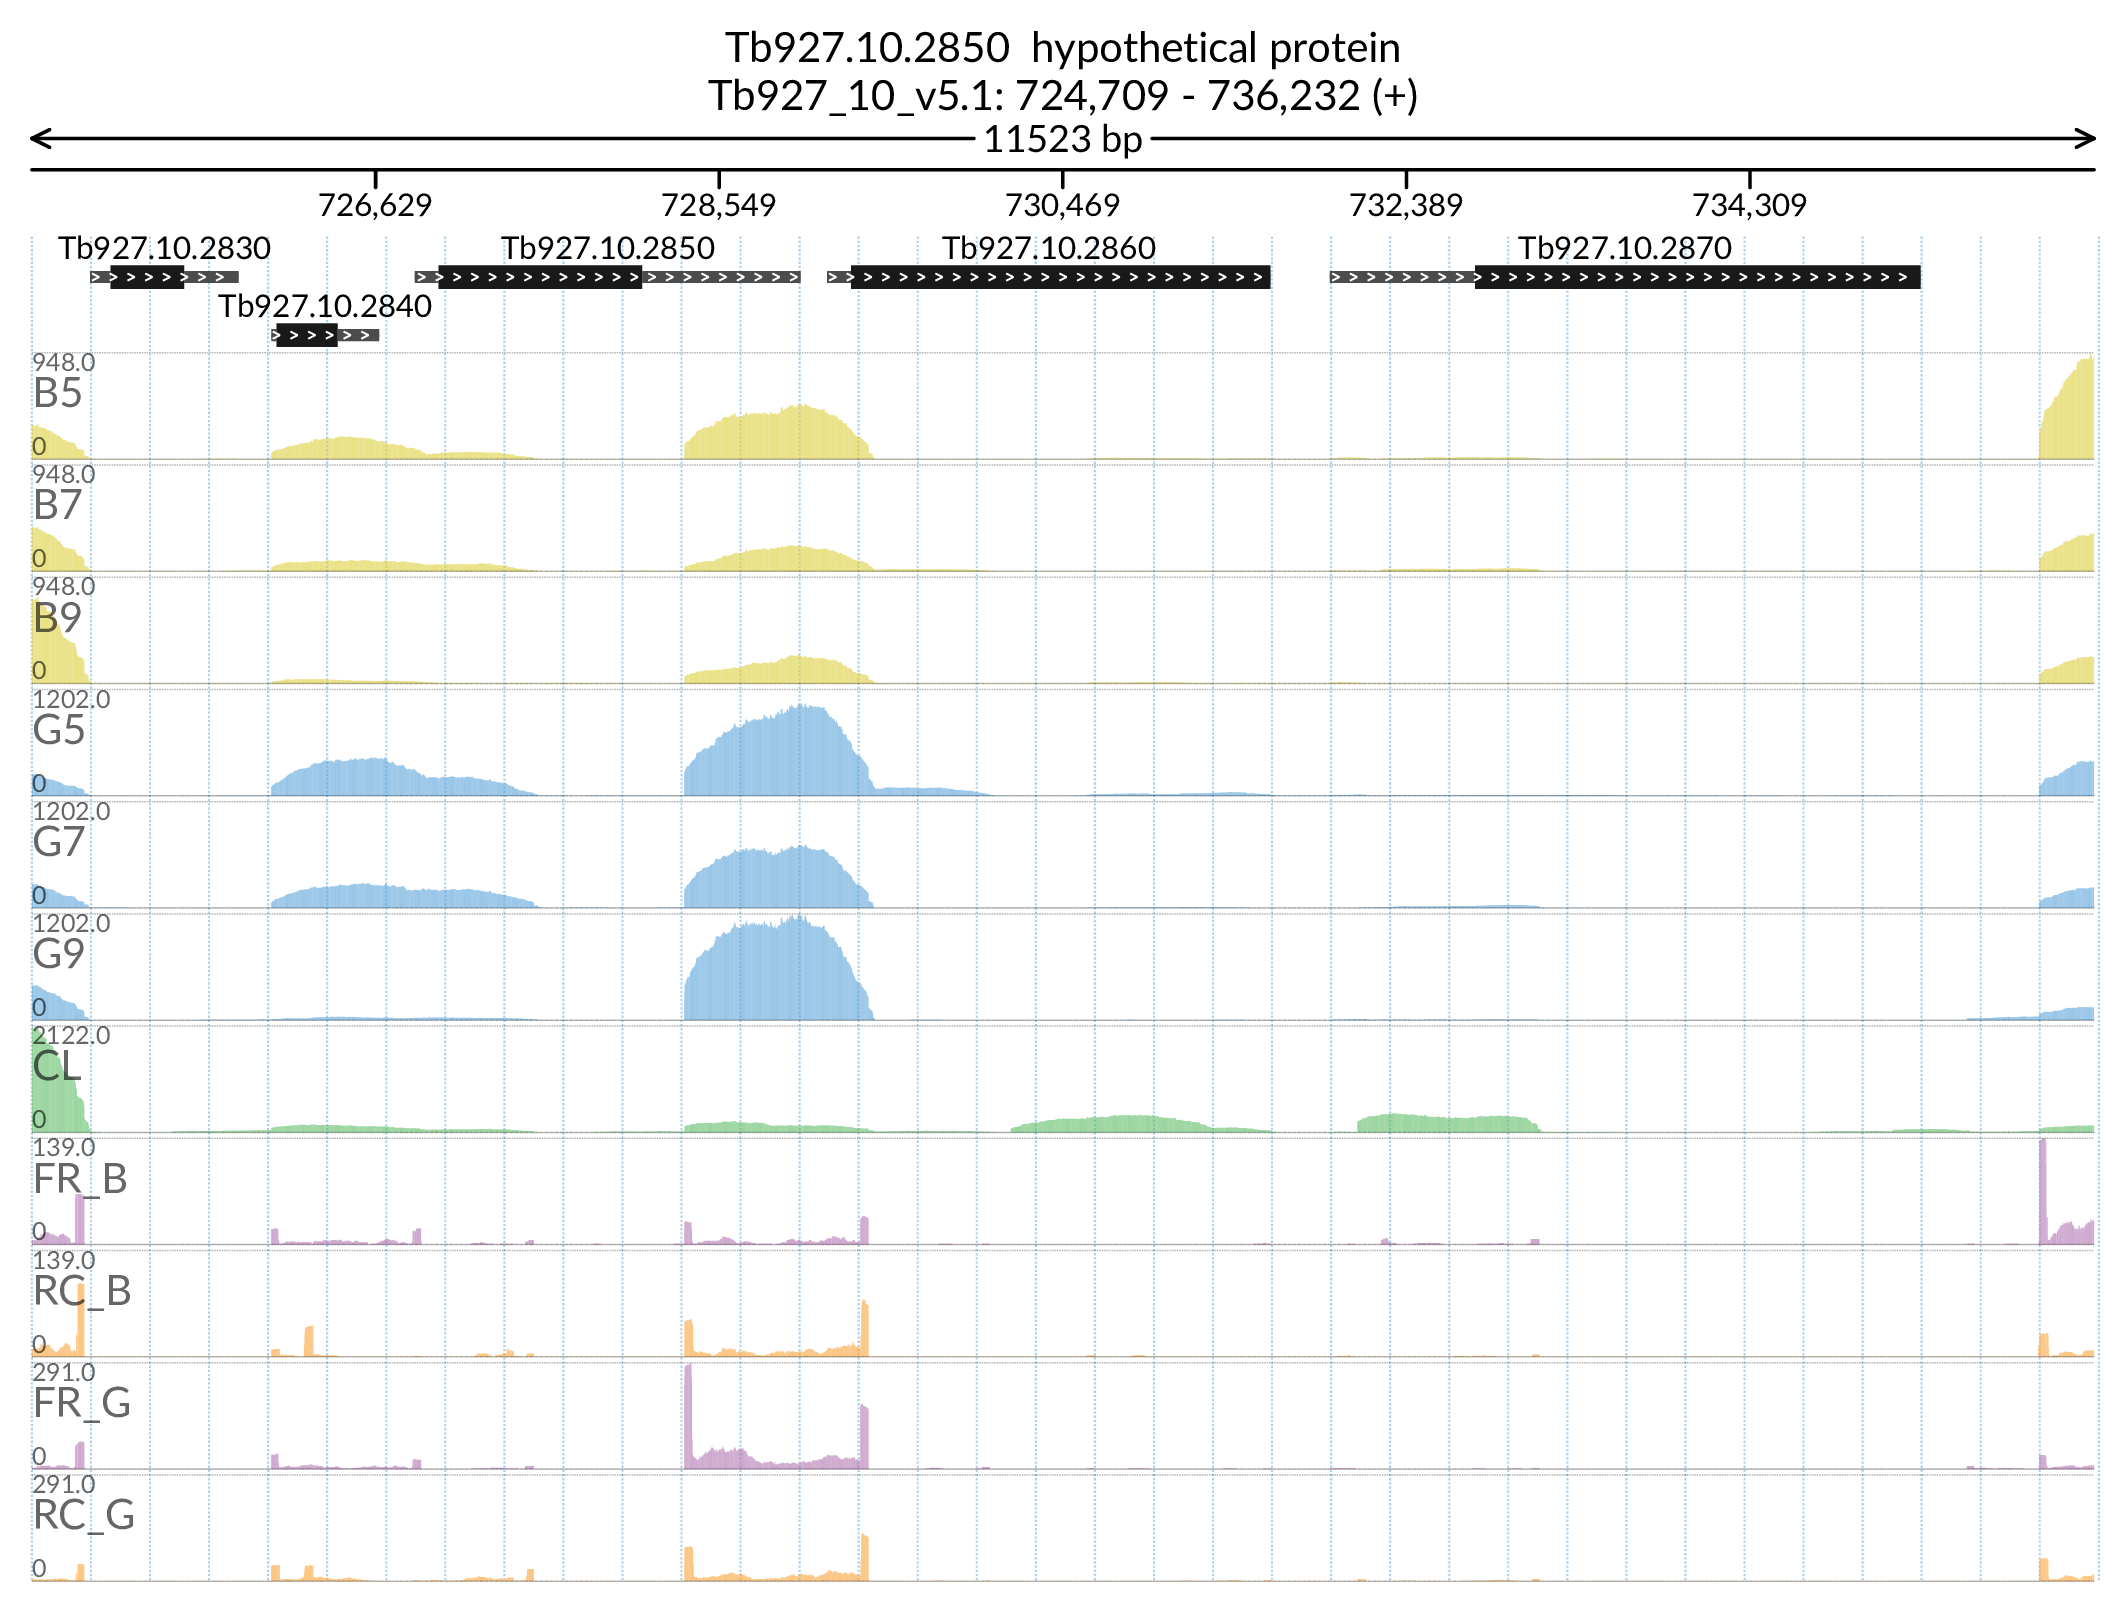 Tb927.10.2850  hypothetical protein
Tb927_10_v5.1: 724,709 - 736,232 (+)
11523 bp
726,629 728,549 730,469 732,389 734,309
Tb927.10.2830 Tb927.10.2850 Tb927.10.2860 Tb927.10.2870
Tb927.10.2840
948.0
B5
0
948.0
B7
0
948.0
B9
0
1202.0
G5
0
1202.0
G7
0
1202.0
G9
0
2122.0
CL
0
139.0
FR_B
0
139.0
RC_B
0
291.0
FR_G
0
291.0
RC_G
0